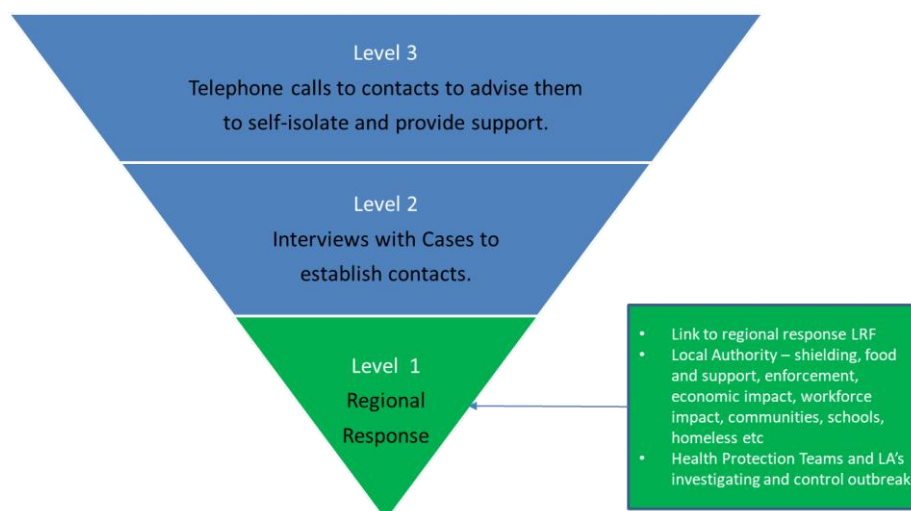 Level 3
Telephone calls to contacts to advise them
to self-isolate and provide support.
Level 2
Interviews with Cases to
establish contacts.
Level 1
Regional
Response
• Link to regional response LRF
• Local Authority – shielding, food
and support, enforcement,
economic impact, workforce
impact, communities, schools,
homeless etc
• Health Protection Teams and LA's
investigating and control outbreak